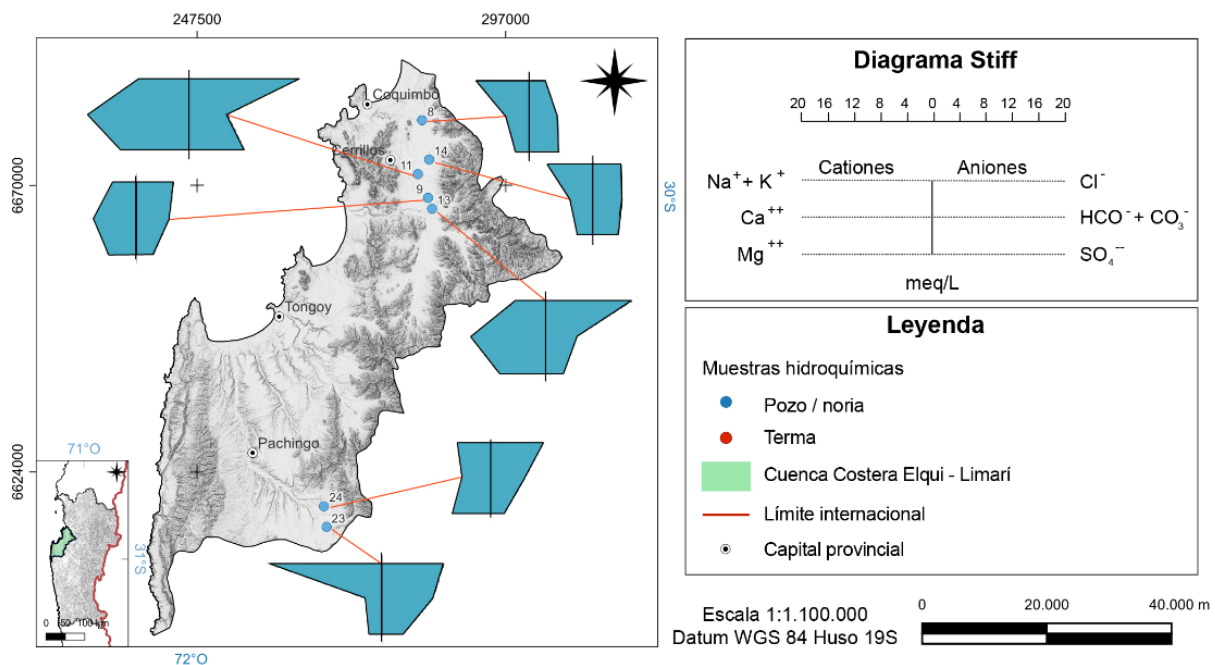 247500
297000
6670000
6624000
30°S
31°S
71°O
72°O
Coquimbo
8
Cerrillos
14
11
9
13
Tongoy
Pachingo
24
23
0 50 100 km
Diagrama Stiff
20 16 12 8 4 0 4 8 12 16 20
Cationes
Aniones
Na⁺ + K⁺
Cl⁻
Ca⁺⁺
HCO⁻ + CO₃⁻
Mg⁺⁺
SO₄⁻⁻
meq/L
Leyenda
Muestras hidroquímicas
Pozo / noria
Terma
Cuenca Costera Elqui - Limarí
Límite internacional
Capital provincial
Escala 1:1.100.000
Datum WGS 84 Huso 19S
0 20.000 40.000 m